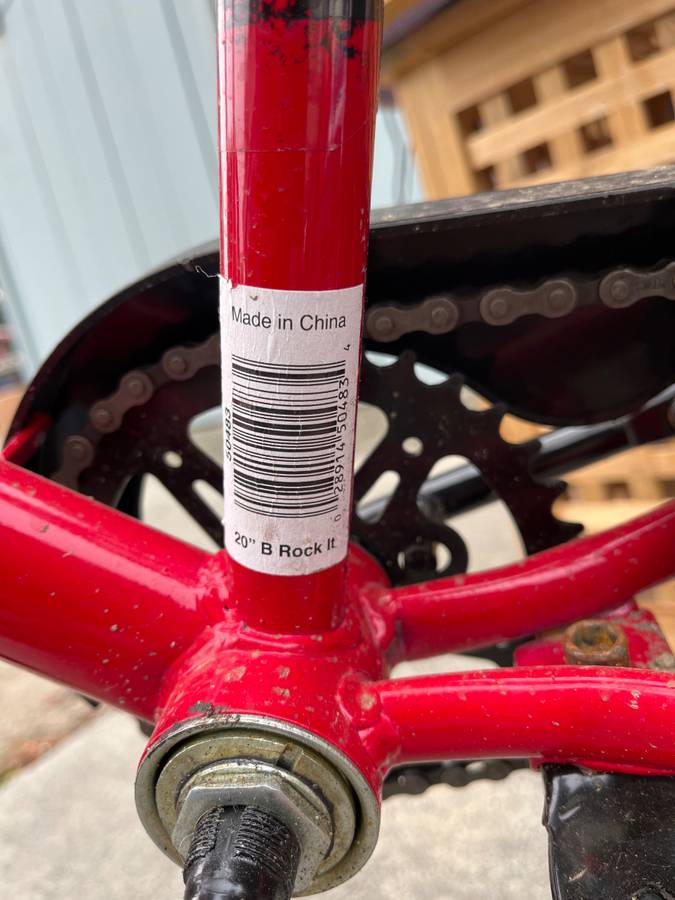 Made in China
50483
0 28914 50483 4
20" B Rock It